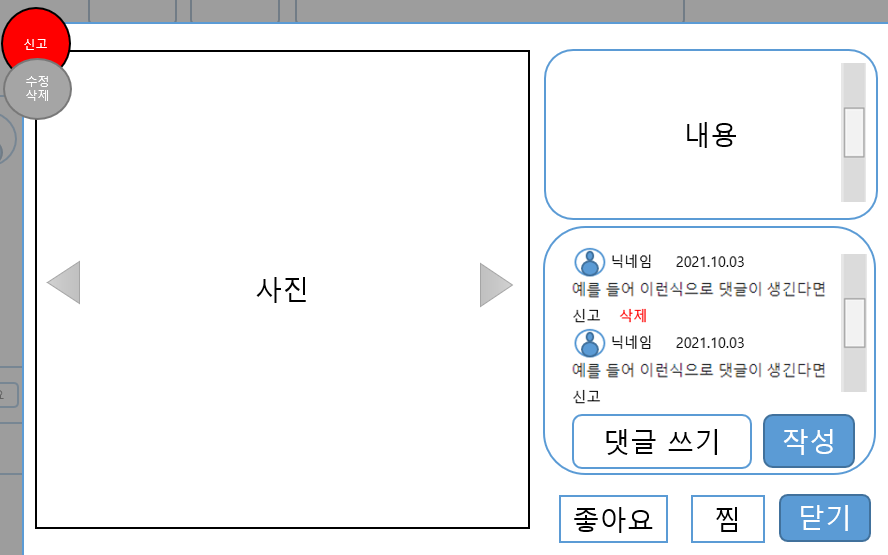 신고
수정
삭제
사진
내용
닉네임 2021.10.03
예를 들어 이런식으로 댓글이 생긴다면
신고 삭제
닉네임 2021.10.03
예를 들어 이런식으로 댓글이 생긴다면
신고
댓글 쓰기 작성
좋아요 찜 닫기